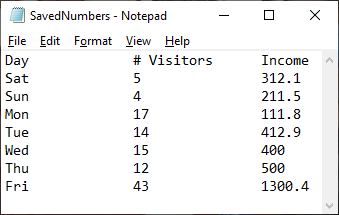 SavedNumbers - Notepad
File Edit Format View Help
Day # Visitors Income
Sat 5 312.1
Sun 4 211.5
Mon 17 111.8
Tue 14 412.9
Wed 15 400
Thu 12 500
Fri 43 1300.4